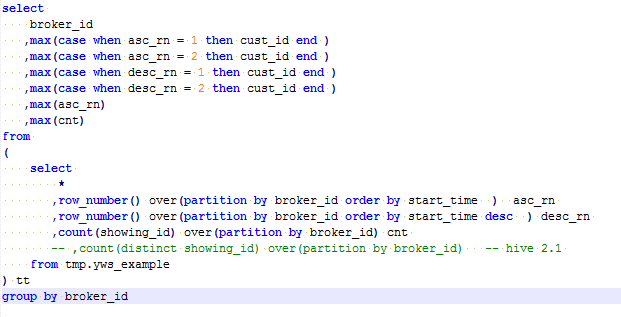 select
broker_id
,max(case when asc_rn = 1 then cust_id end )
,max(case when asc_rn = 2 then cust_id end )
,max(case when desc_rn = 1 then cust_id end )
,max(case when desc_rn = 2 then cust_id end )
,max(asc_rn)
,max(cnt)
from
(
select
*
,row_number() over(partition by broker_id order by start_time  )  asc_rn
,row_number() over(partition by broker_id order by start_time desc  ) desc_rn
,count(showing_id) over(partition by broker_id) cnt
-- ,count(distinct showing_id) over(partition by broker_id)   -- hive 2.1
from tmp.yws_example
) tt
group by broker_id